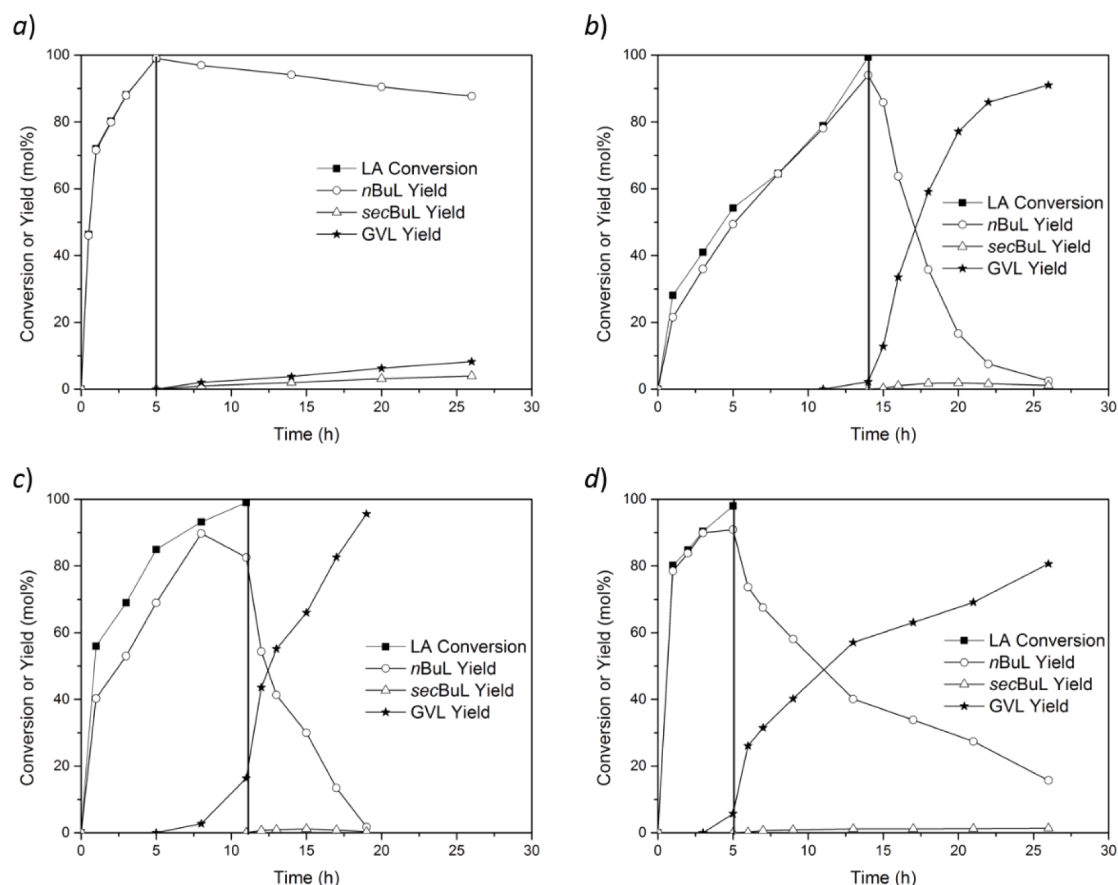 a)
100
80
60
40
20
0
Conversion or Yield (mol%)
LA Conversion
nBuL Yield
secBuL Yield
GVL Yield
0 5 10 15 20 25 30
Time (h)
b)
100
80
60
40
20
0
Conversion or Yield (mol%)
LA Conversion
nBuL Yield
secBuL Yield
GVL Yield
0 5 10 15 20 25 30
Time (h)
c)
100
80
60
40
20
0
Conversion or Yield (mol%)
LA Conversion
nBuL Yield
secBuL Yield
GVL Yield
0 5 10 15 20 25 30
Time (h)
d)
100
80
60
40
20
0
Conversion or Yield (mol%)
LA Conversion
nBuL Yield
secBuL Yield
GVL Yield
0 5 10 15 20 25 30
Time (h)